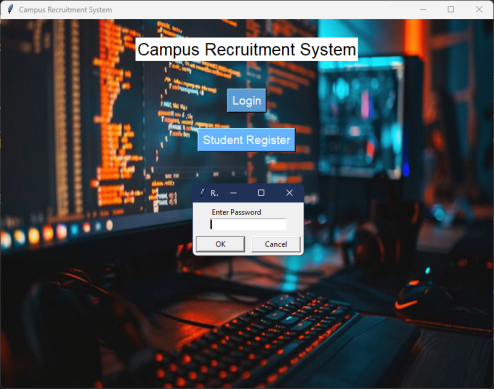 Campus Recruitment System
Campus Recruitment System
Login
Student Register
R..
Enter Password
OK
Cancel